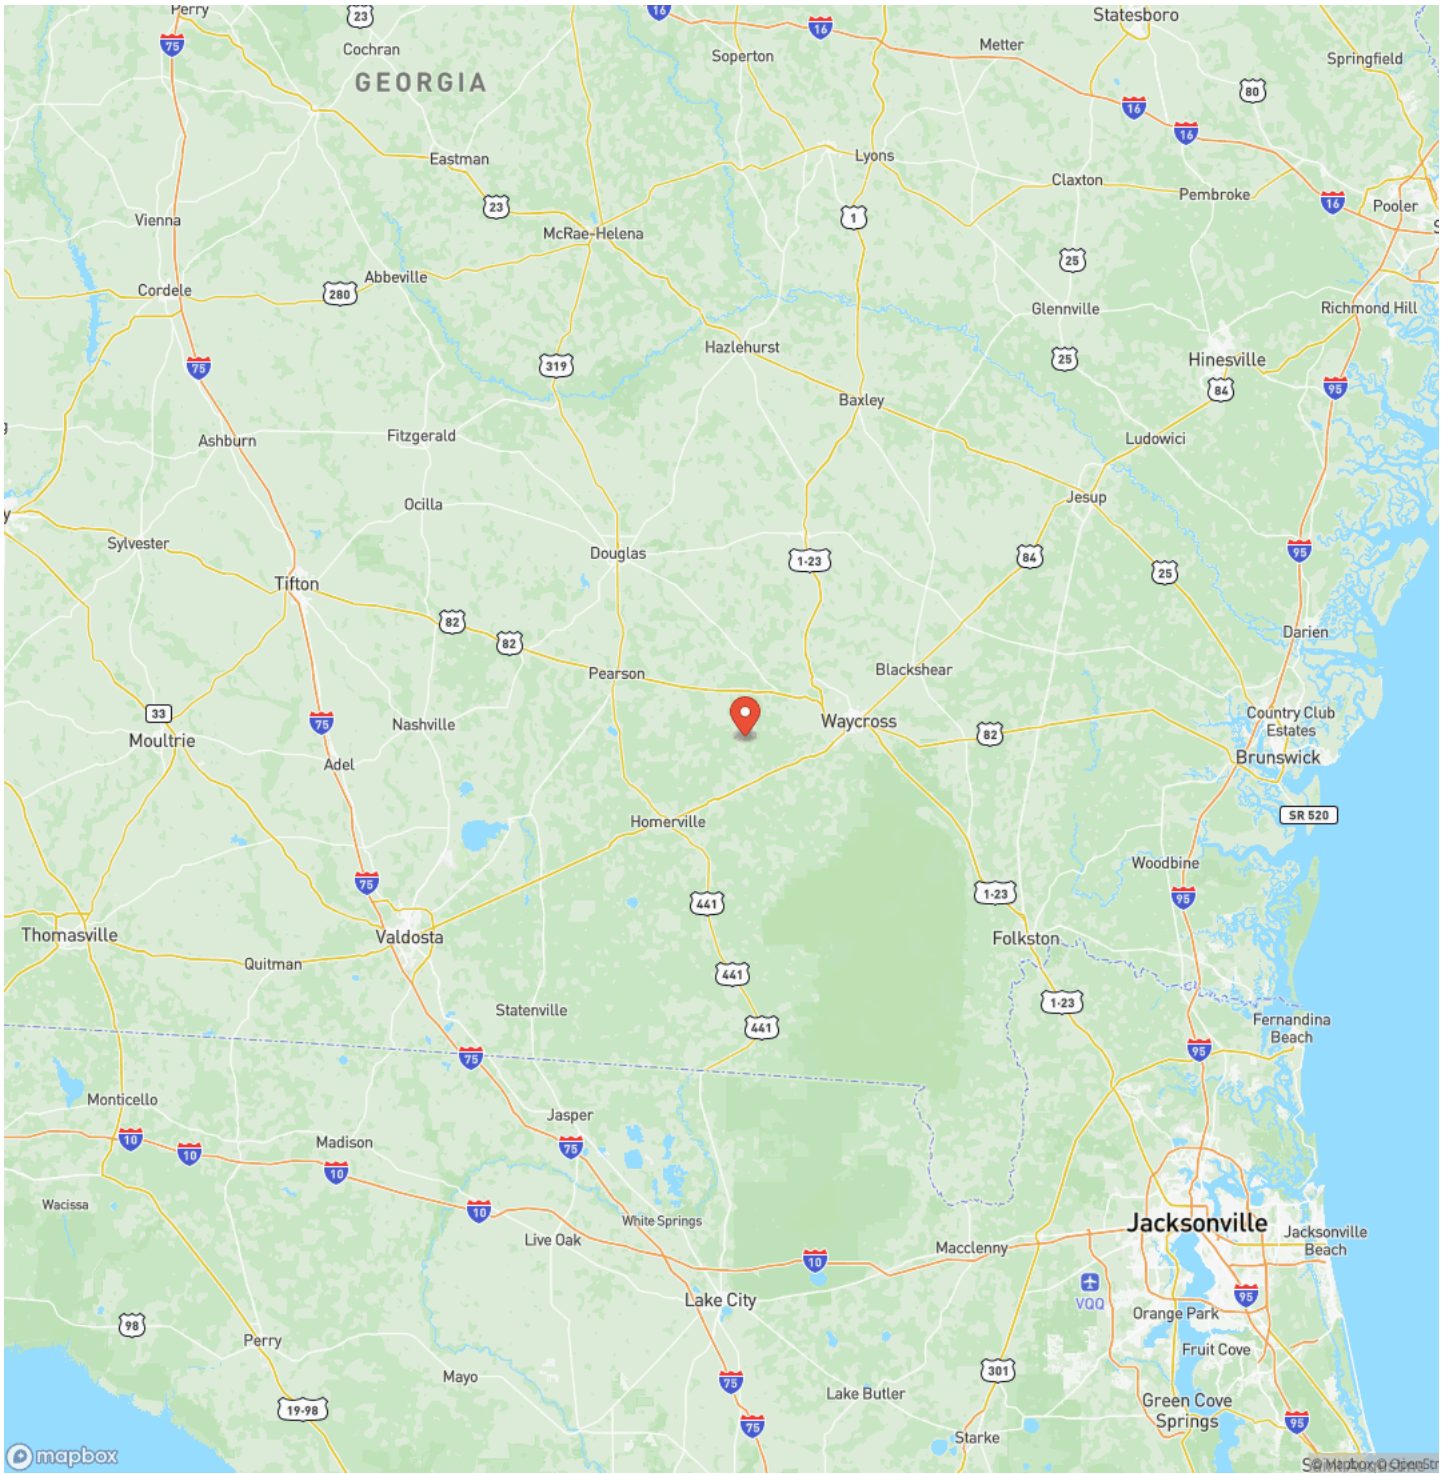 Perry
23
Cochran
GEORGIA
75
16
16
Soperton
Metter
Statesboro
Springfield
80
16
16
Eastman
Lyons
Claxton
Pembroke
16
Pooler
Vienna
23
McRae-Helena
1
25
Abbeville
Cordele
280
Glennville
Richmond Hill
Hazlehurst
25
Hinesville
319
75
84
95
Baxley
Ashburn
Fitzgerald
Ludowici
Ocilla
Jesup
Sylvester
Douglas
1-23
84
95
25
Tifton
82
82
Darien
Pearson
Blackshear
33
Moultrie
75
Nashville
Waycross
82
Country Club
Estates
Brunswick
Adel
SR 520
Homerville
Woodbine
75
441
1-23
95
Thomasville
Valdosta
Folkston
Quitman
441
1-23
Statenville
441
Fernandina
Beach
75
95
Monticello
Jasper
10
10
Madison
75
10
Wacissa
10
White Springs
Jacksonville
Live Oak
Macclenny
Jacksonville
Beach
10
VQQ
95
Lake City
Orange Park
98
Perry
Fruit Cove
Mayo
75
301
Lake Butler
Green Cove
Springs
19-98
75
95
Starke
mapbox
© Mapbox © OpenStr